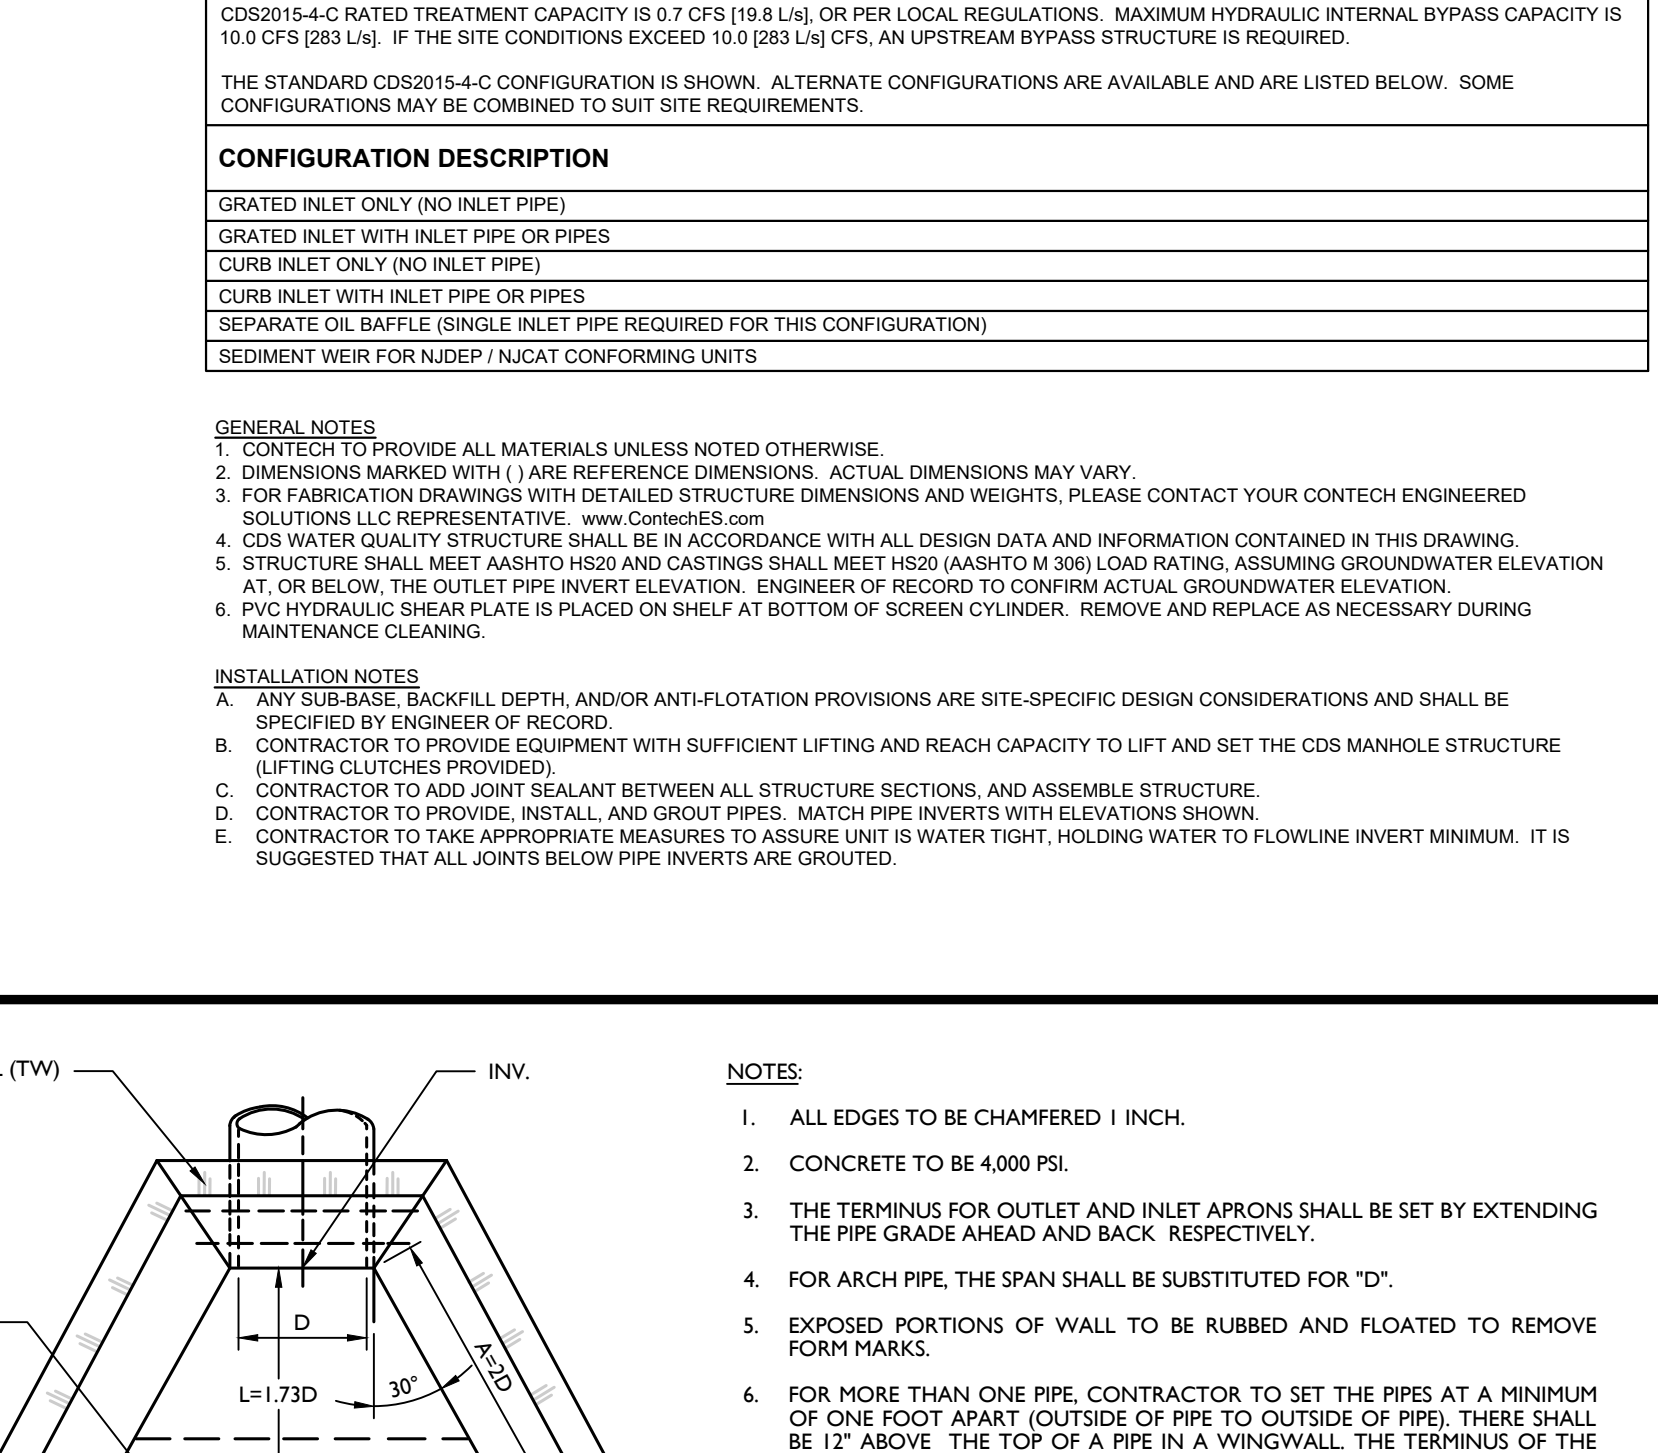 CDS2015-4-C RATED TREATMENT CAPACITY IS 0.7 CFS [19.8 L/s], OR PER LOCAL REGULATIONS. MAXIMUM HYDRAULIC INTERNAL BYPASS CAPACITY IS
10.0 CFS [283 L/s]. IF THE SITE CONDITIONS EXCEED 10.0 [283 L/s] CFS, AN UPSTREAM BYPASS STRUCTURE IS REQUIRED.
THE STANDARD CDS2015-4-C CONFIGURATION IS SHOWN. ALTERNATE CONFIGURATIONS ARE AVAILABLE AND ARE LISTED BELOW. SOME
CONFIGURATIONS MAY BE COMBINED TO SUIT SITE REQUIREMENTS.
CONFIGURATION DESCRIPTION
GRATED INLET ONLY (NO INLET PIPE)
GRATED INLET WITH INLET PIPE OR PIPES
CURB INLET ONLY (NO INLET PIPE)
CURB INLET WITH INLET PIPE OR PIPES
SEPARATE OIL BAFFLE (SINGLE INLET PIPE REQUIRED FOR THIS CONFIGURATION)
SEDIMENT WEIR FOR NJDEP / NJCAT CONFORMING UNITS
GENERAL NOTES
1. CONTECH TO PROVIDE ALL MATERIALS UNLESS NOTED OTHERWISE.
2. DIMENSIONS MARKED WITH ( ) ARE REFERENCE DIMENSIONS. ACTUAL DIMENSIONS MAY VARY.
3. FOR FABRICATION DRAWINGS WITH DETAILED STRUCTURE DIMENSIONS AND WEIGHTS, PLEASE CONTACT YOUR CONTECH ENGINEERED
SOLUTIONS LLC REPRESENTATIVE. www.ContechES.com
4. CDS WATER QUALITY STRUCTURE SHALL BE IN ACCORDANCE WITH ALL DESIGN DATA AND INFORMATION CONTAINED IN THIS DRAWING.
5. STRUCTURE SHALL MEET AASHTO HS20 AND CASTINGS SHALL MEET HS20 (AASHTO M 306) LOAD RATING, ASSUMING GROUNDWATER ELEVATION
AT, OR BELOW, THE OUTLET PIPE INVERT ELEVATION. ENGINEER OF RECORD TO CONFIRM ACTUAL GROUNDWATER ELEVATION.
6. PVC HYDRAULIC SHEAR PLATE IS PLACED ON SHELF AT BOTTOM OF SCREEN CYLINDER. REMOVE AND REPLACE AS NECESSARY DURING
MAINTENANCE CLEANING.
INSTALLATION NOTES
A. ANY SUB-BASE, BACKFILL DEPTH, AND/OR ANTI-FLOTATION PROVISIONS ARE SITE-SPECIFIC DESIGN CONSIDERATIONS AND SHALL BE
SPECIFIED BY ENGINEER OF RECORD.
B. CONTRACTOR TO PROVIDE EQUIPMENT WITH SUFFICIENT LIFTING AND REACH CAPACITY TO LIFT AND SET THE CDS MANHOLE STRUCTURE
(LIFTING CLUTCHES PROVIDED).
C. CONTRACTOR TO ADD JOINT SEALANT BETWEEN ALL STRUCTURE SECTIONS, AND ASSEMBLE STRUCTURE.
D. CONTRACTOR TO PROVIDE, INSTALL, AND GROUT PIPES. MATCH PIPE INVERTS WITH ELEVATIONS SHOWN.
E. CONTRACTOR TO TAKE APPROPRIATE MEASURES TO ASSURE UNIT IS WATER TIGHT, HOLDING WATER TO FLOWLINE INVERT MINIMUM. IT IS
SUGGESTED THAT ALL JOINTS BELOW PIPE INVERTS ARE GROUTED.
(TW)
INV.
D
A=2D
L=1.73D
30°
NOTES:
1. ALL EDGES TO BE CHAMFERED 1 INCH.
2. CONCRETE TO BE 4,000 PSI.
3. THE TERMINUS FOR OUTLET AND INLET APRONS SHALL BE SET BY EXTENDING
THE PIPE GRADE AHEAD AND BACK RESPECTIVELY.
4. FOR ARCH PIPE, THE SPAN SHALL BE SUBSTITUTED FOR "D".
5. EXPOSED PORTIONS OF WALL TO BE RUBBED AND FLOATED TO REMOVE
FORM MARKS.
6. FOR MORE THAN ONE PIPE, CONTRACTOR TO SET THE PIPES AT A MINIMUM
OF ONE FOOT APART (OUTSIDE OF PIPE TO OUTSIDE OF PIPE). THERE SHALL
BE 12" ABOVE THE TOP OF A PIPE IN A WINGWALL. THE TERMINUS OF THE